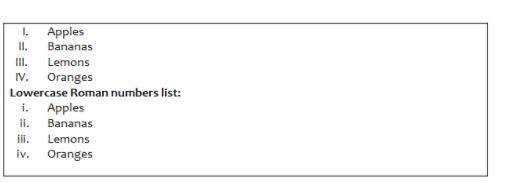 I. Apples
II. Bananas
III. Lemons
IV. Oranges
Lowercase Roman numbers list:
i. Apples
ii. Bananas
iii. Lemons
iv. Oranges